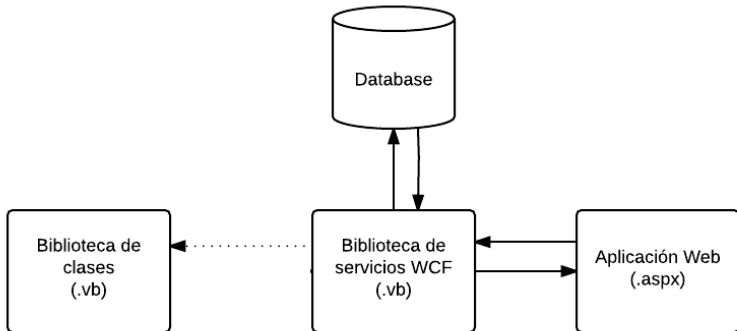 Database
Biblioteca de
clases
(.vb)
Biblioteca de
servicios WCF
(.vb)
Aplicación Web
(.aspx)